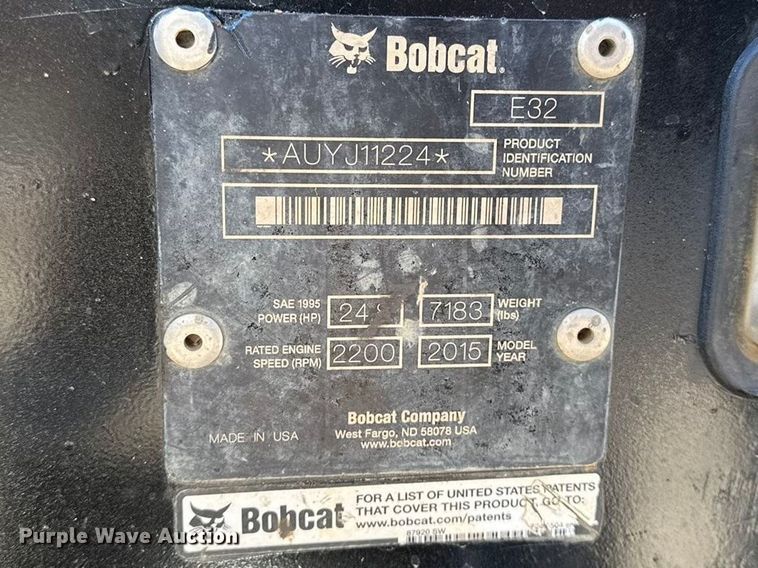 Bobcat.
E32
*AUYJ11224*
PRODUCT
IDENTIFICATION
NUMBER
SAE 1995
POWER (HP)
7183
WEIGHT
(lbs)
RATED ENGINE
SPEED (RPM)
2200
2015
MODEL
YEAR
Bobcat Company
West Fargo, ND 58078 USA
www.bobcat.com
MADE IN USA
Bobcat
FOR A LIST OF UNITED STATES PATENTS
THAT COVER THIS PRODUCT, GO TO:
www.bobcat.com/patents
87920 SW
Purple Wave Auction